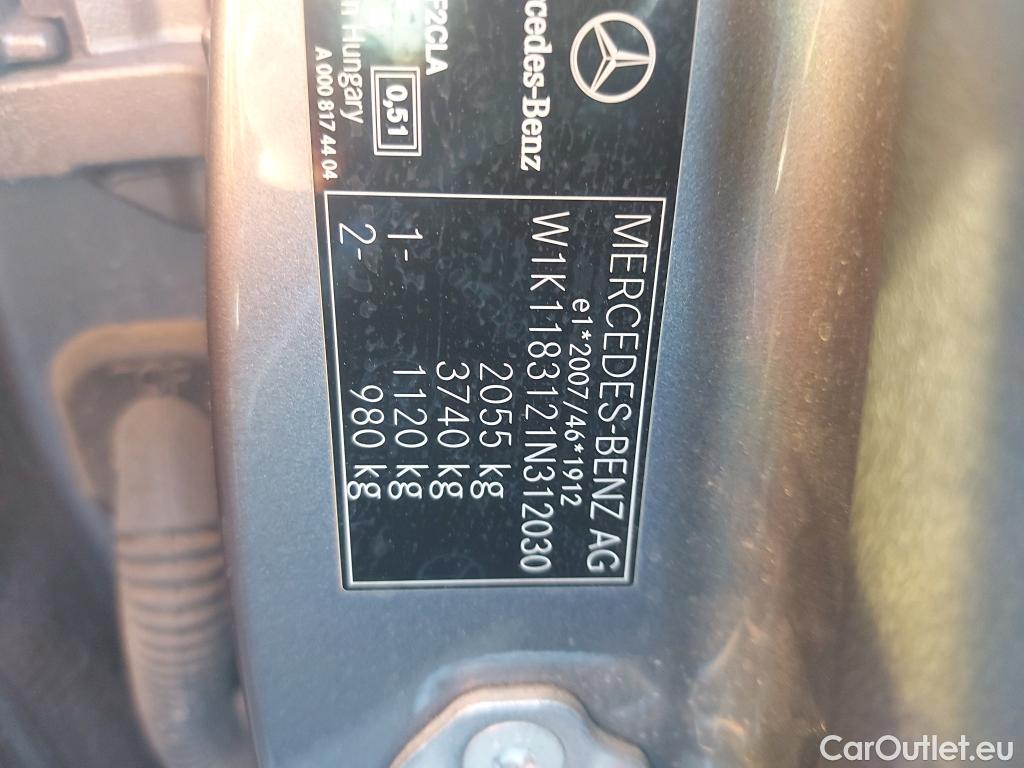 rcedes-Benz
F2CLA
n Hungary
0,51
A 000 817 44 04
MERCEDES-BENZ AG
e1*2007/46*1912
W1K1183121N312030
2055 kg
3740 kg
1- 1120 kg
2- 980 kg
CarOutlet.eu